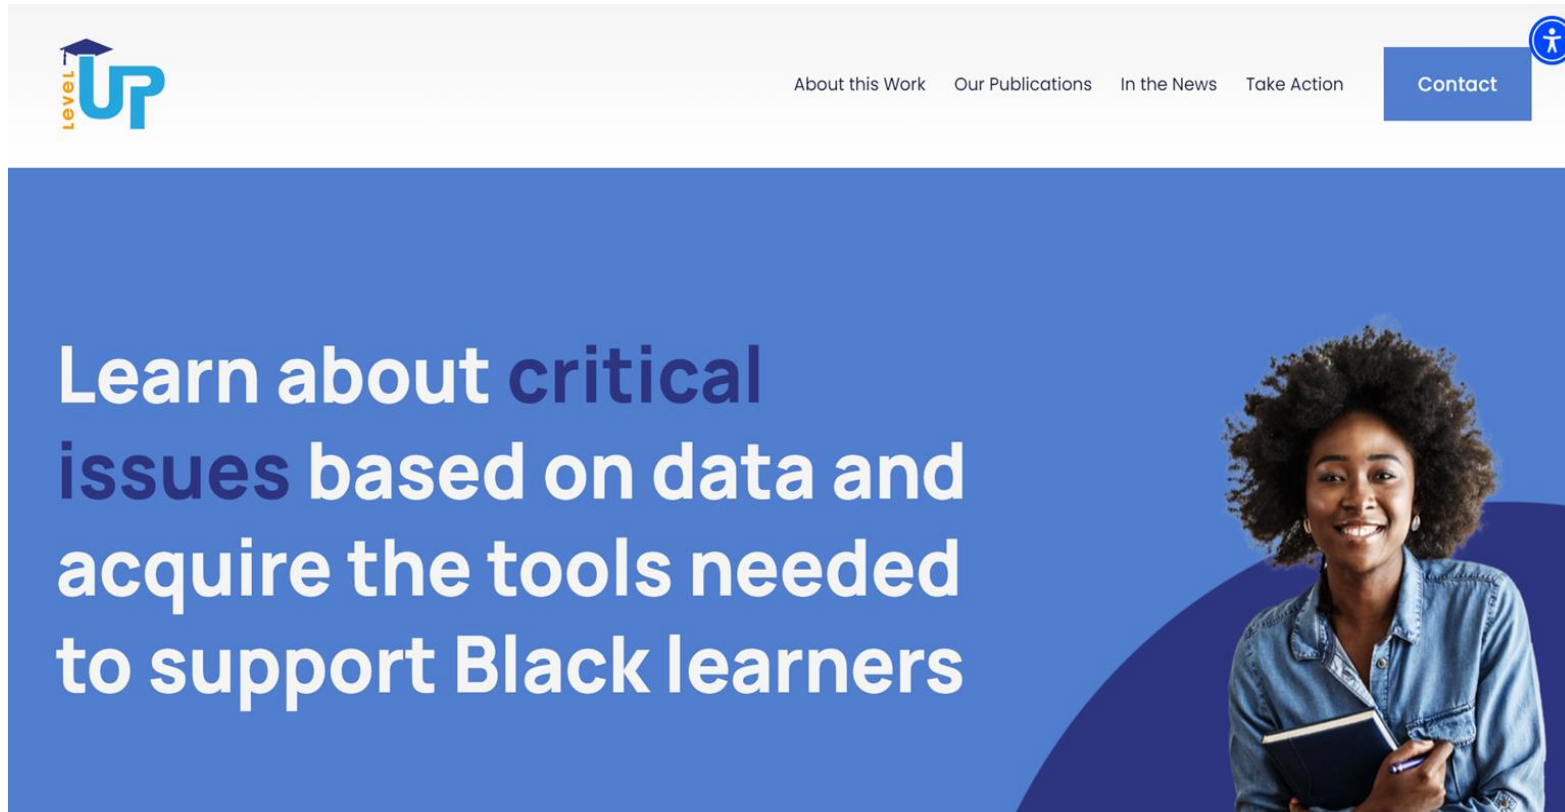 Level UP
About this Work Our Publications In the News Take Action Contact
Learn about critical
issues based on data and
acquire the tools needed
to support Black learners